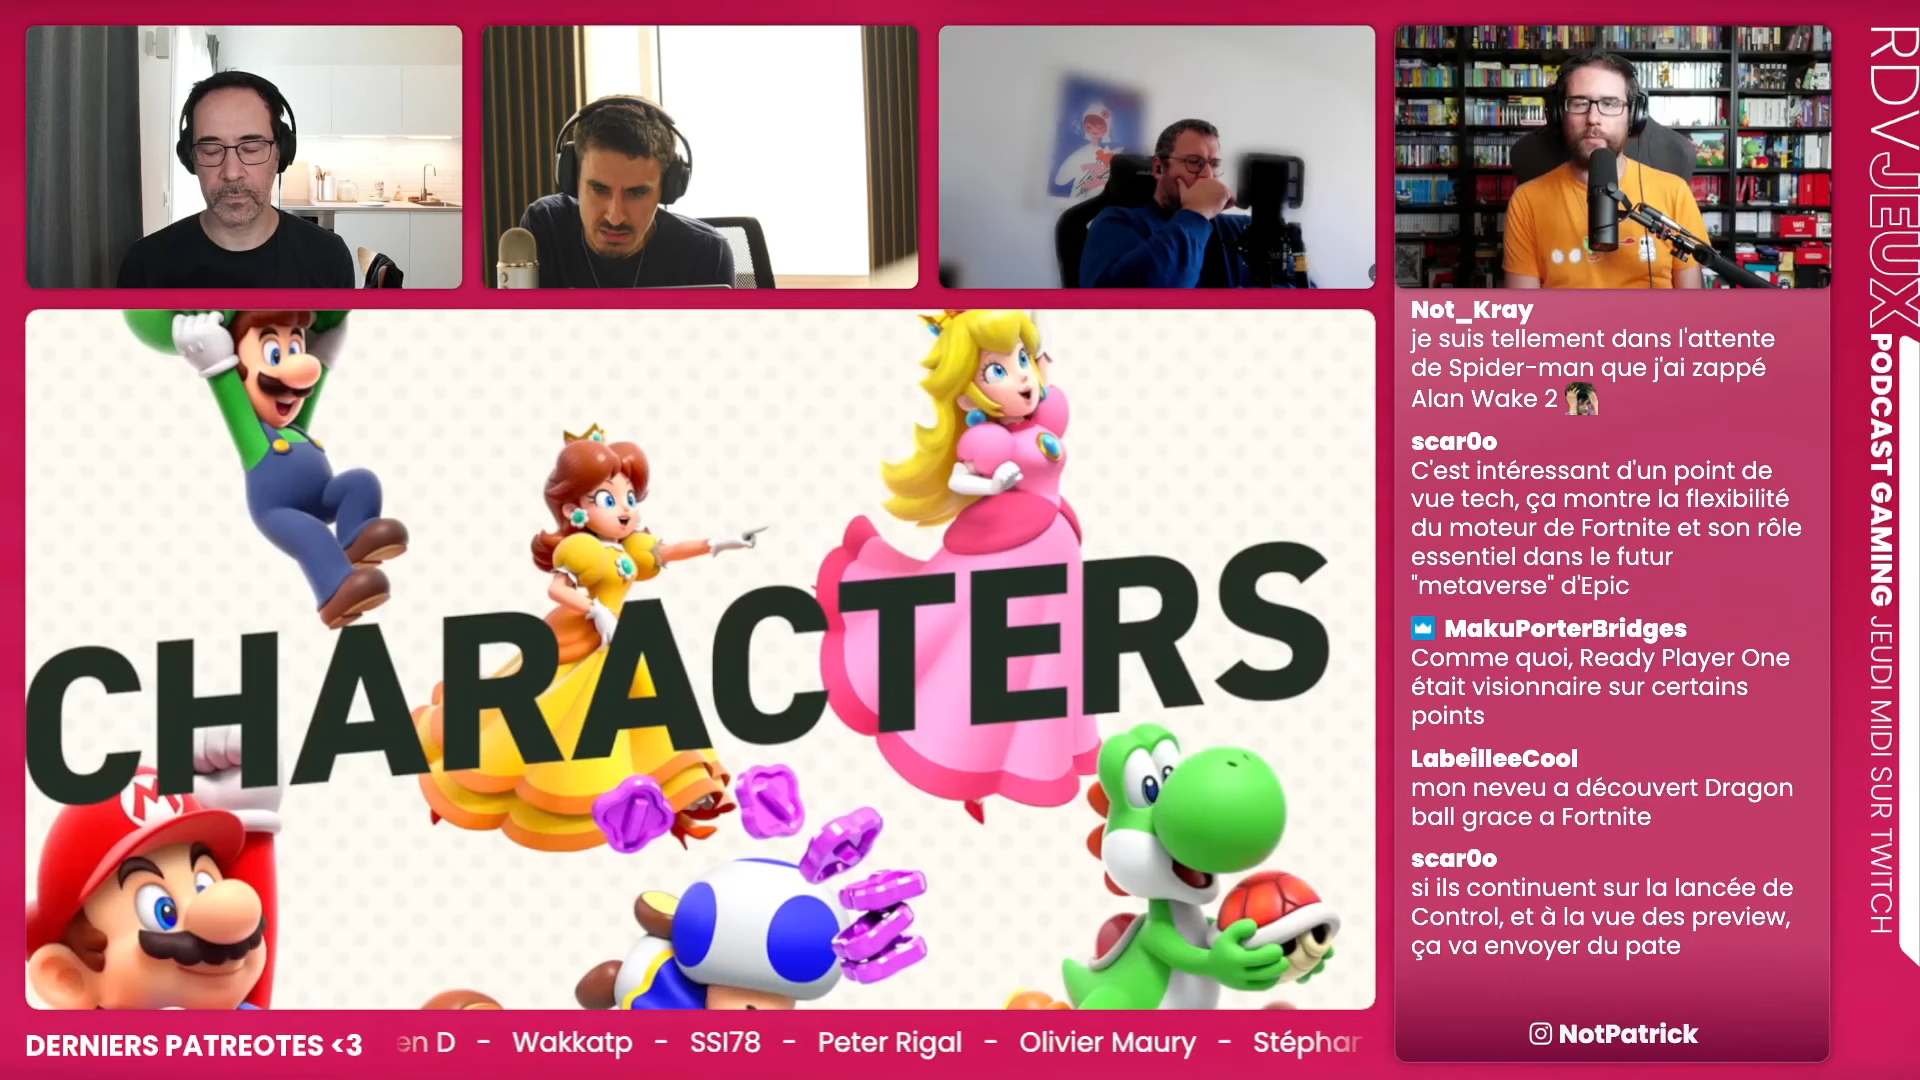 CHARACTERS
Not_Kray
je suis tellement dans l'attente
de Spider-man que j'ai zappé
Alan Wake 2
scar0o
C'est intéressant d'un point de
vue tech, ça montre la flexibilité
du moteur de Fortnite et son rôle
essentiel dans le futur
"metaverse" d'Epic
MakuPorterBridges
Comme quoi, Ready Player One
était visionnaire sur certains
points
LabeilleeCool
mon neveu a découvert Dragon
ball grace a Fortnite
scar0o
si ils continuent sur la lancée de
Control, et à la vue des preview,
ça va envoyer du pate
NotPatrick
RDVJEUX PODCAST GAMING JEUDI MIDI SUR TWITCH
DERNIERS PATREOTES <3 en D - Wakkatp - SSI78 - Peter Rigal - Olivier Maury - Stéphan